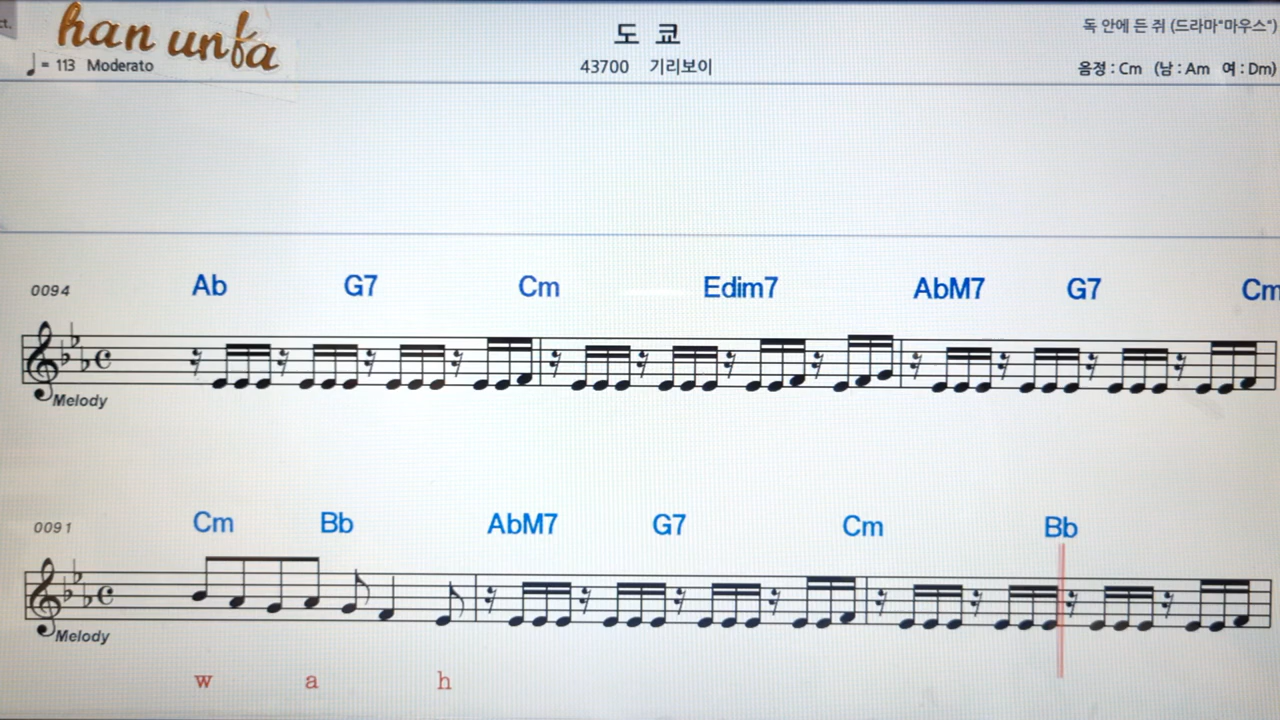 ct.
han unfa
도 쿄
독 안에 든 쥐 (드라마"마우스")
♩ = 113 Moderato
43700 기리보이
음정 : Cm (남 : Am 여 : Dm)
0094 Ab G7 Cm Edim7 AbM7 G7 Cm
Melody
0091 Cm Bb AbM7 G7 Cm Bb
Melody
w a h